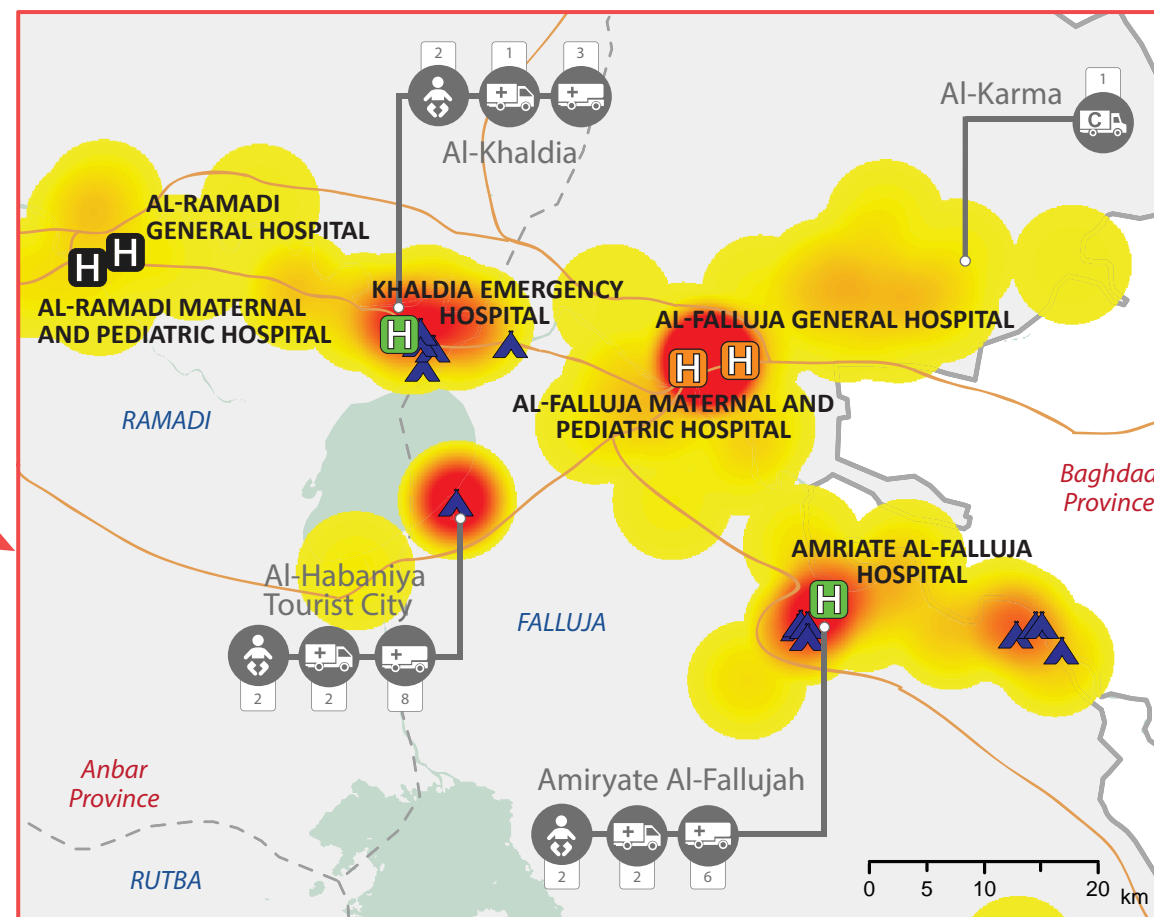 2
1
3
Al-Khaldia
1
C
Al-Karma
AL-RAMADI
GENERAL HOSPITAL
H
H
AL-RAMADI MATERNAL
AND PEDIATRIC HOSPITAL
KHALDIA EMERGENCY
HOSPITAL
H
AL-FALLUJA GENERAL HOSPITAL
H
H
AL-FALLUJA MATERNAL AND
PEDIATRIC HOSPITAL
RAMADI
Baghdad
Province
AMRIATE AL-FALLUJA
HOSPITAL
H
Al-Habaniya
Tourist City
2
2
8
FALLUJA
Anbar
Province
Amiryate Al-Fallujah
2
2
6
RUTBA
0 5 10 20 km